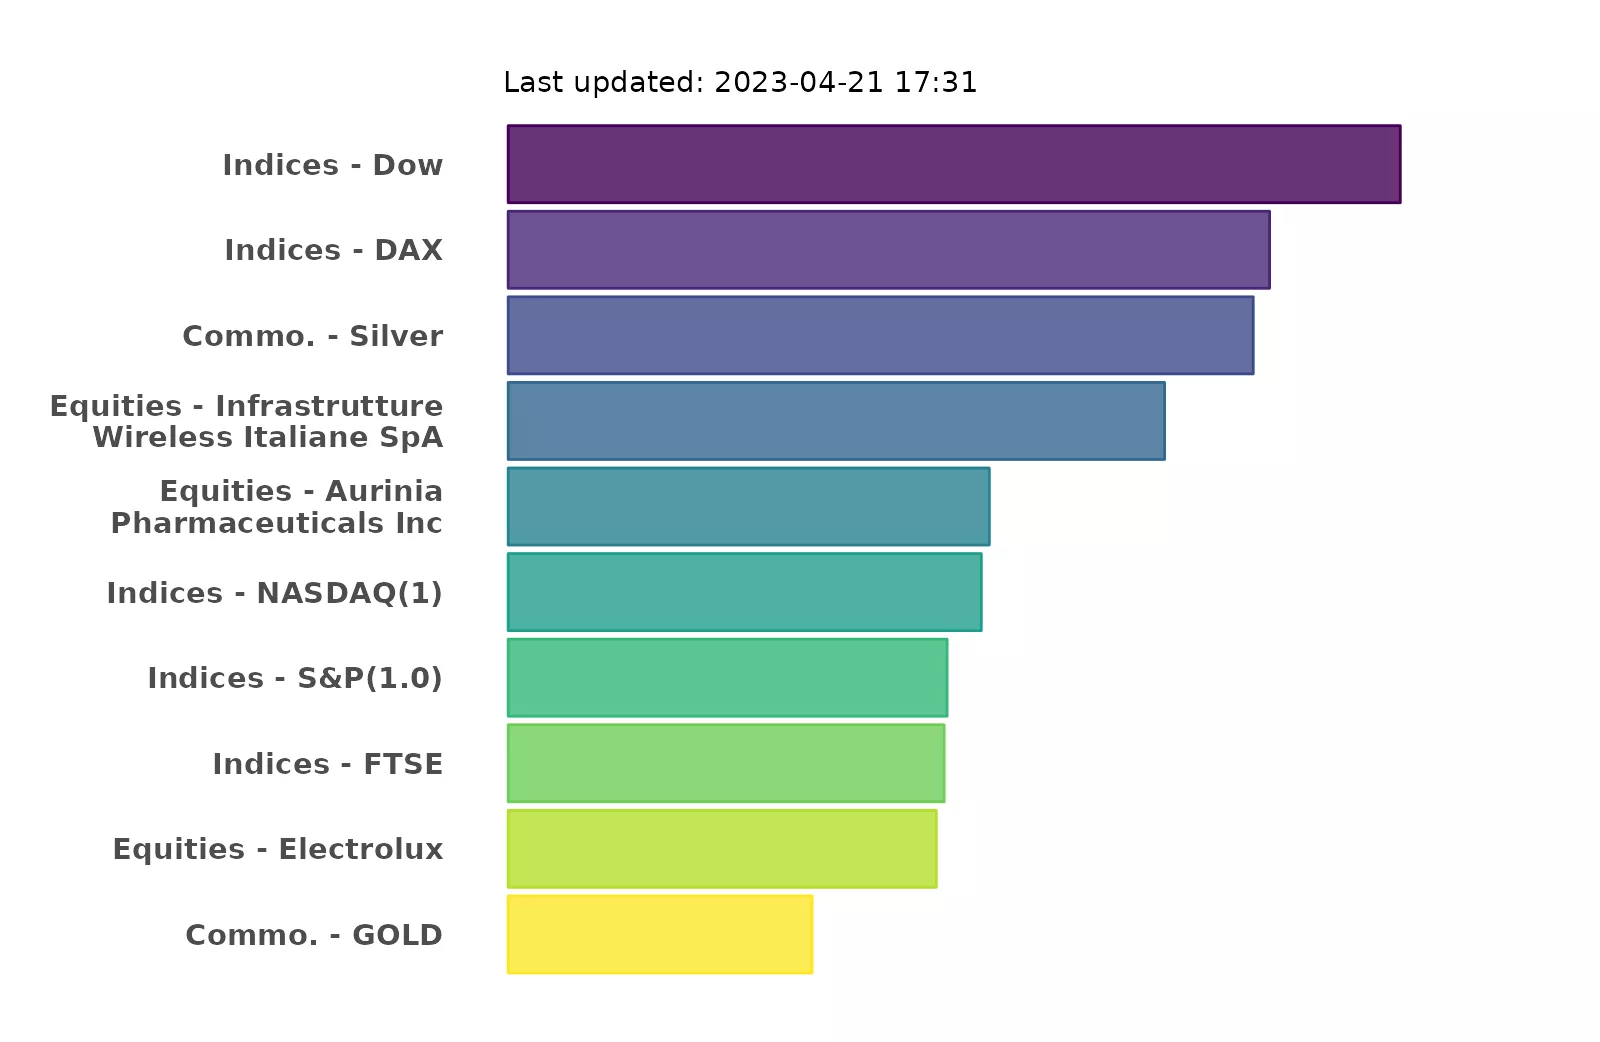 Last updated: 2023-04-21 17:31
Indices - Dow
Indices - DAX
Commo. - Silver
Equities - Infrastrutture
Wireless Italiane SpA
Equities - Aurinia
Pharmaceuticals Inc
Indices - NASDAQ(1)
Indices - S&P(1.0)
Indices - FTSE
Equities - Electrolux
Commo. - GOLD